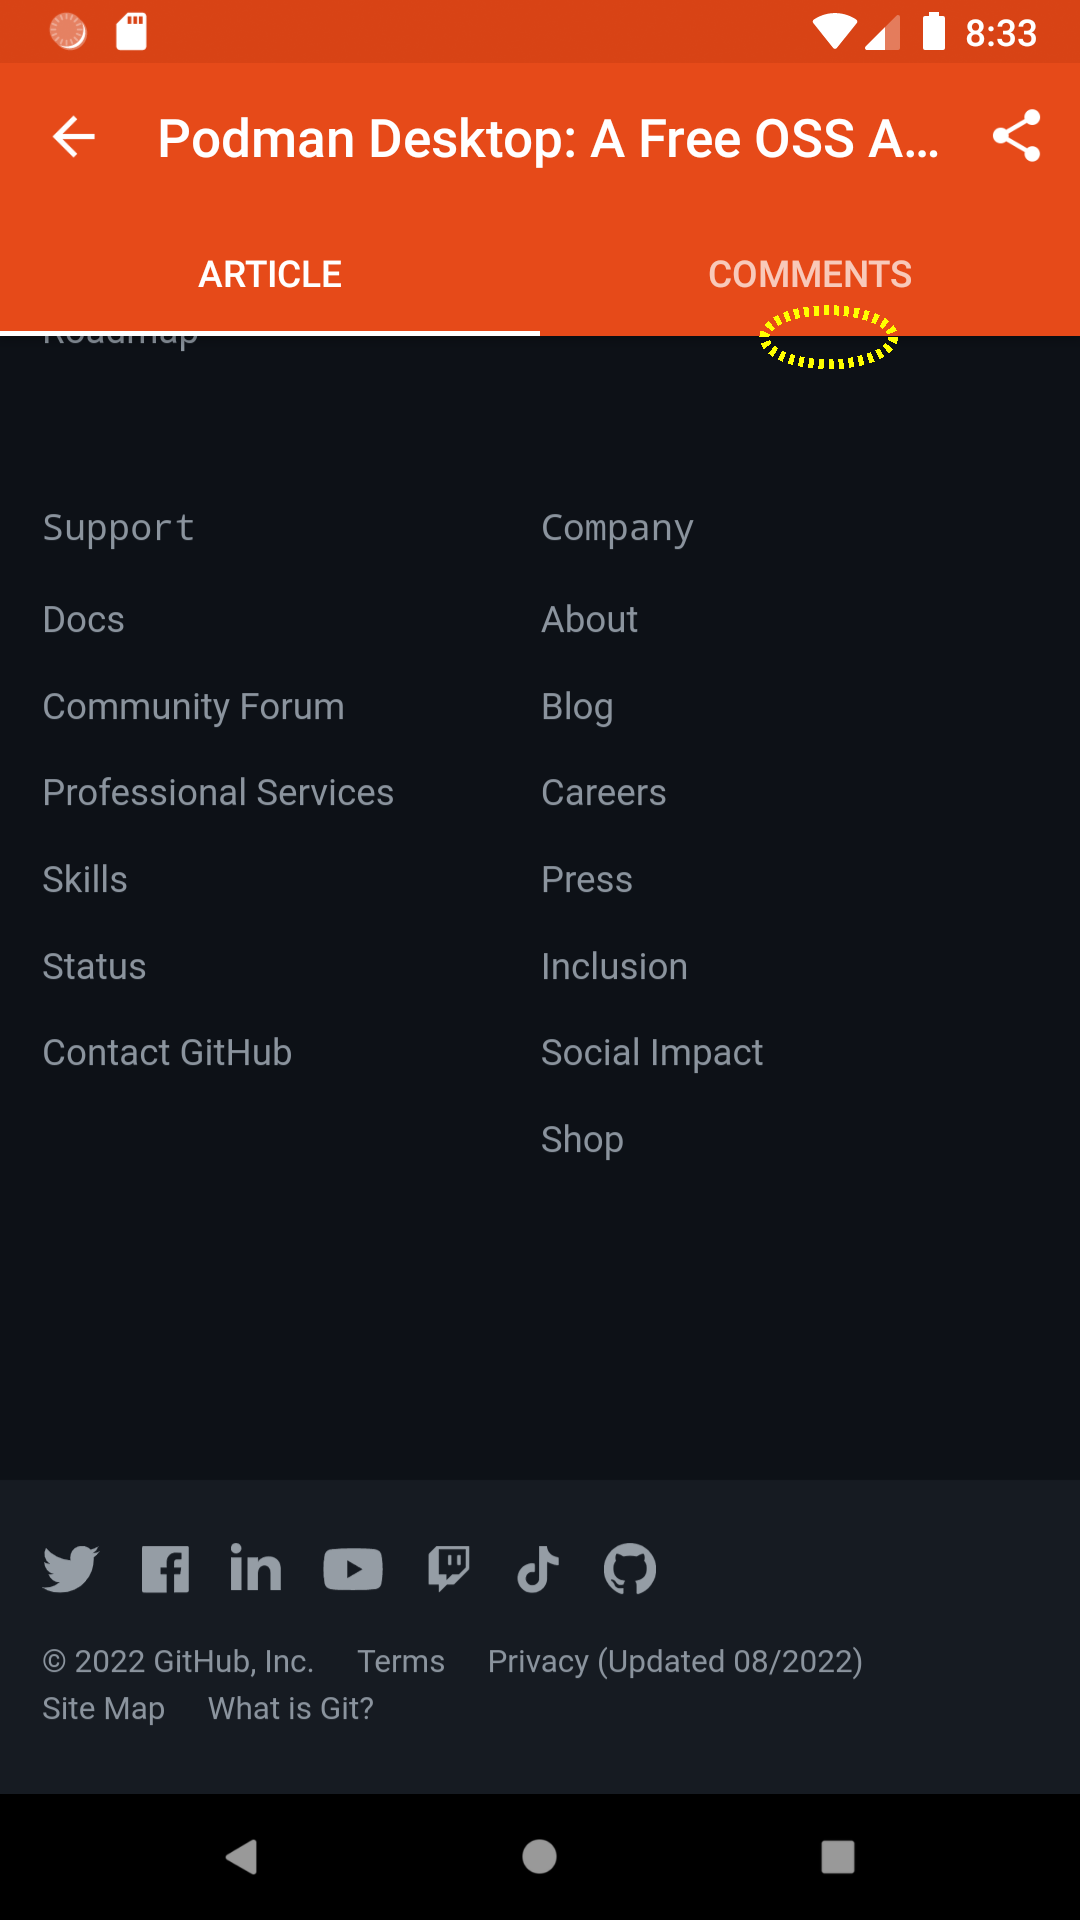 8:33
Podman Desktop: A Free OSS A...
ARTICLE
COMMENTS
Roadmap
Support
Company
Docs
About
Community Forum
Blog
Professional Services
Careers
Skills
Press
Status
Inclusion
Contact GitHub
Social Impact
Shop
in
© 2022 GitHub, Inc. Terms Privacy (Updated 08/2022)
Site Map What is Git?